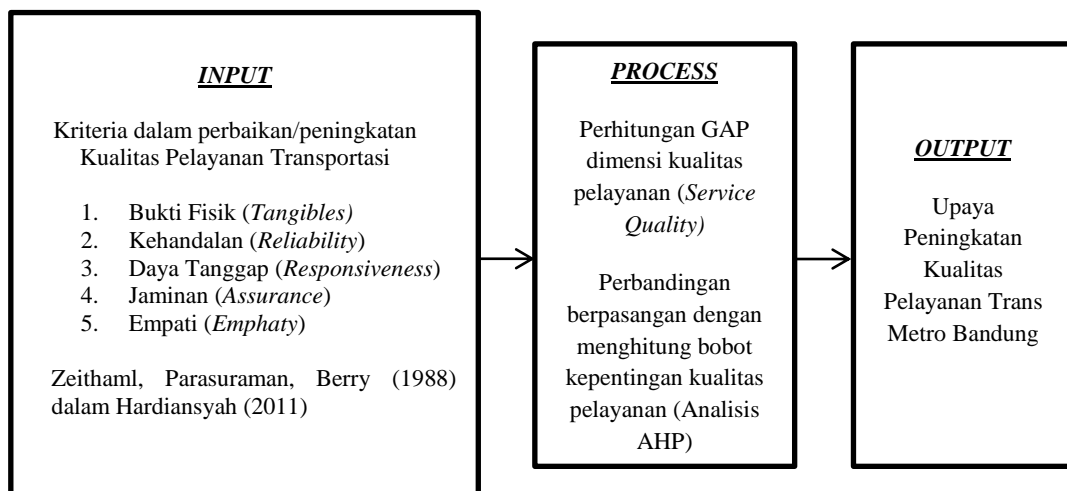 INPUT
Kriteria dalam perbaikan/peningkatan
Kualitas Pelayanan Transportasi
1. Bukti Fisik (Tangibles)
2. Kehandalan (Reliability)
3. Daya Tanggap (Responsiveness)
4. Jaminan (Assurance)
5. Empati (Emphaty)
Zeithaml, Parasuraman, Berry (1988)
dalam Hardiansyah (2011)
PROCESS
Perhitungan GAP
dimensi kualitas
pelayanan (Service
Quality)
Perbandingan
berpasangan dengan
menghitung bobot
kepentingan kualitas
pelayanan (Analisis
AHP)
OUTPUT
Upaya
Peningkatan
Kualitas
Pelayanan Trans
Metro Bandung